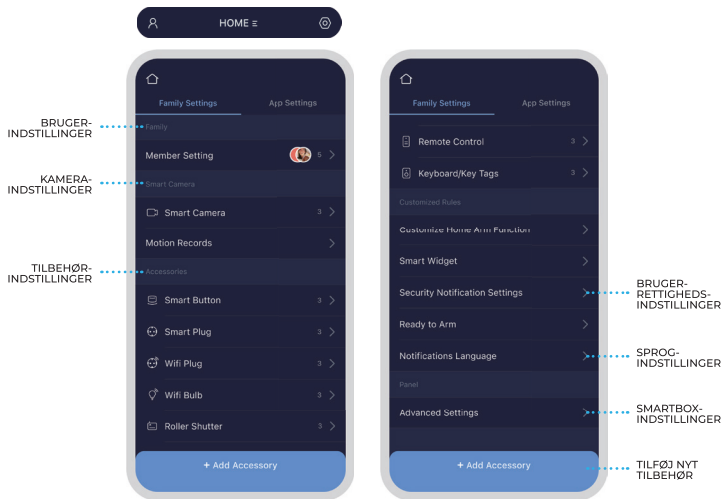 HOME
Family Settings
App Settings
BRUGER-
INDSTILLINGER
Family
Member Setting
5
KAMERA-
INDSTILLINGER
Smart Camera
Smart Camera
3
Motion Records
TILBEHØR-
INDSTILLINGER
Accessories
Smart Button
3
Smart Plug
3
Wifi Plug
3
Wifi Bulb
3
Roller Shutter
3
+ Add Accessory
Family Settings
App Settings
Remote Control
3
Keyboard/Key Tags
3
Customized Rules
Customize Home Arm Function
Smart Widget
Security Notification Settings
BRUGER-
RETTIGHEDS-
INDSTILLINGER
Ready to Arm
Notifications Language
SPROG-
INDSTILLINGER
Panel
Advanced Settings
SMARTBOX-
INDSTILLINGER
+ Add Accessory
TILFØJ NYT
TILBEHØR